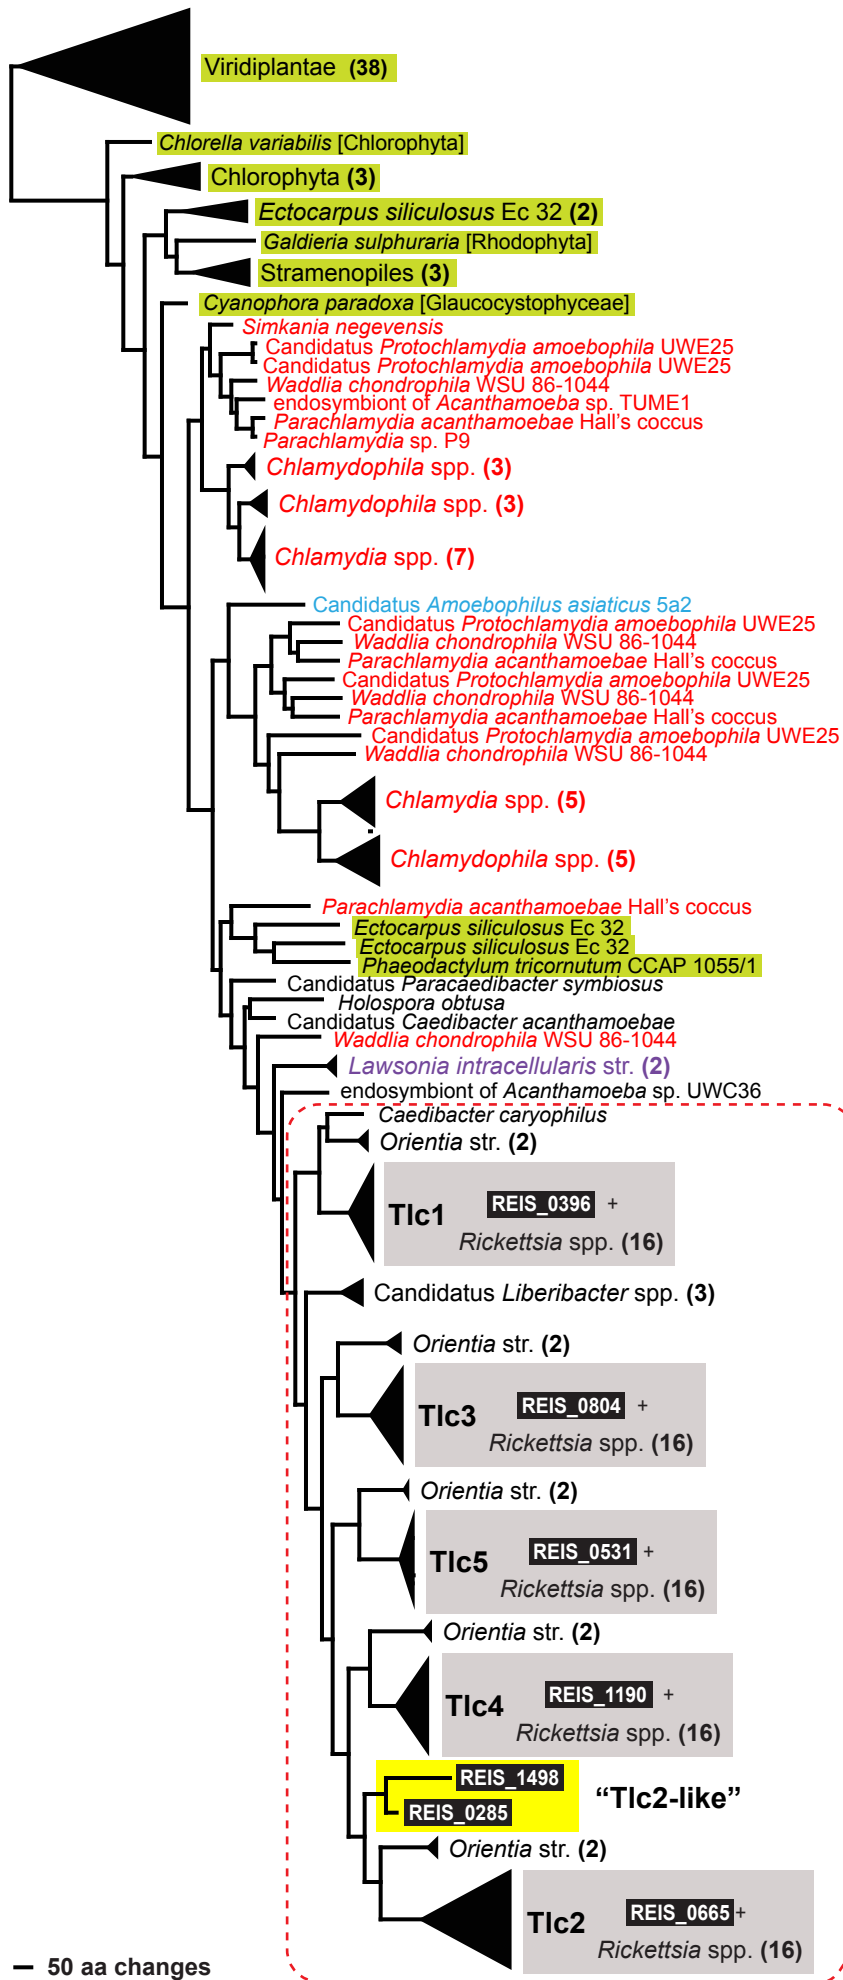 Viridiplantae (38)
Chlorella variabilis [Chlorophyta]
Chlorophyta (3)
Ectocarpus siliculosus Ec 32 (2)
Galdieria sulphuraria [Rhodophyta]
Stramenopiles (3)
Cyanophora paradoxa [Glaucocystophyceae]
Simkania negevensis
Candidatus Protochlamydia amoebophila UWE25
Candidatus Protochlamydia amoebophila UWE25
Waddlia chondrophila WSU 86-1044
endosymbiont of Acanthamoeba sp. TUME1
Parachlamydia acanthamoebae Hall's coccus
Parachlamydia sp. P9
Chlamydophila spp. (3)
Chlamydophila spp. (3)
Chlamydia spp. (7)
Candidatus Amoebophilus asiaticus 5a2
Candidatus Protochlamydia amoebophila UWE25
Waddlia chondrophila WSU 86-1044
Parachlamydia acanthamoebae Hall's coccus
Candidatus Protochlamydia amoebophila UWE25
Waddlia chondrophila WSU 86-1044
Parachlamydia acanthamoebae Hall's coccus
Candidatus Protochlamydia amoebophila UWE25
Waddlia chondrophila WSU 86-1044
Chlamydia spp. (5)
Chlamydophila spp. (5)
Parachlamydia acanthamoebae Hall's coccus
Ectocarpus siliculosus Ec 32
Ectocarpus siliculosus Ec 32
Phaeodactylum tricornutum CCAP 1055/1
Candidatus Paracaedibacter symbiosus
Holospora obtusa
Candidatus Caedibacter acanthamoebae
Waddlia chondrophila WSU 86-1044
Lawsonia intracellularis str. (2)
endosymbiont of Acanthamoeba sp. UWC36
Caedibacter caryophilus
Orientia str. (2)
Tlc1 REIS_0396 +
Rickettsia spp. (16)
Candidatus Liberibacter spp. (3)
Orientia str. (2)
Tlc3 REIS_0804 +
Rickettsia spp. (16)
Orientia str. (2)
Tlc5 REIS_0531 +
Rickettsia spp. (16)
Orientia str. (2)
Tlc4 REIS_1190 +
Rickettsia spp. (16)
REIS_1498
"Tlc2-like"
REIS_0285
Orientia str. (2)
Tlc2 REIS_0665 +
Rickettsia spp. (16)
50 aa changes